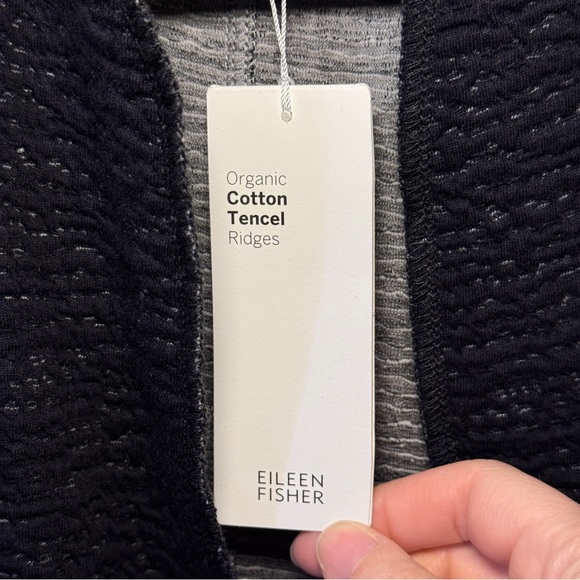 Organic
Cotton
Tencel
Ridges
EILEEN
FISHER